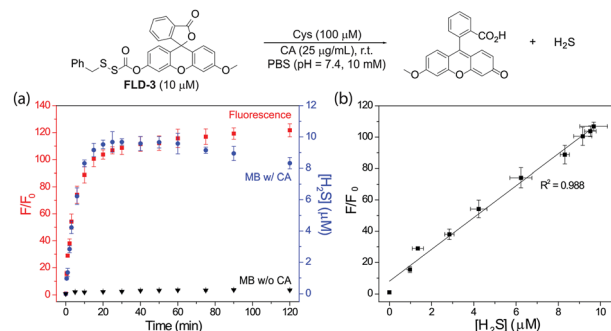 Cys (100 μM)
CA (25 μg/mL), r.t.
PBS (pH = 7.4, 10 mM)
O
O
Ph
S
S
O
O
O
OMe
FLD-3 (10 μM)
CO₂H
O
O
O
+ H₂S
(a)
140
120
100
80
60
40
20
0
F/F₀
Fluorescence
MB w/ CA
MB w/o CA
12
10
8
6
4
2
0
[H₂S] (μM)
0 20 40 60 80 100 120
Time (min)
(b)
120
100
80
60
40
20
0
F/F₀
R² = 0.988
0 2 4 6 8 10
[H₂S] (μM)